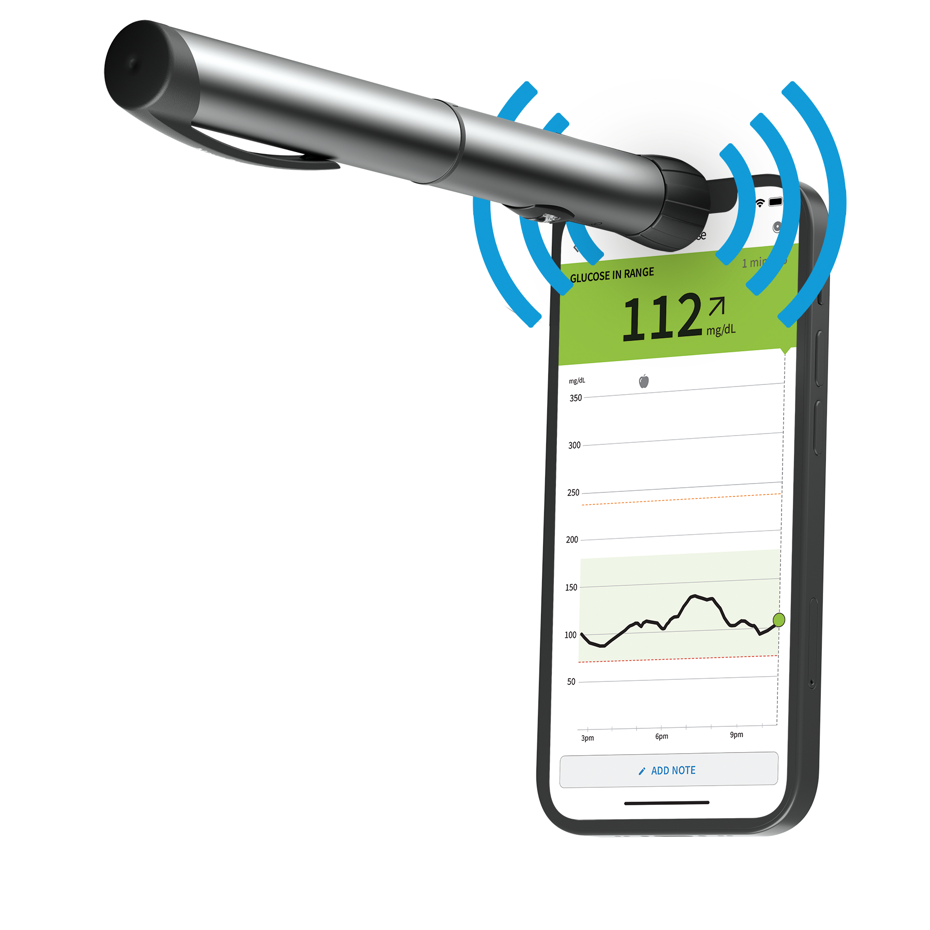 GLUCOSE IN RANGE
112
mg/dL
mg/dL
350
300
250
200
150
100
50
3pm
6pm
9pm
ADD NOTE